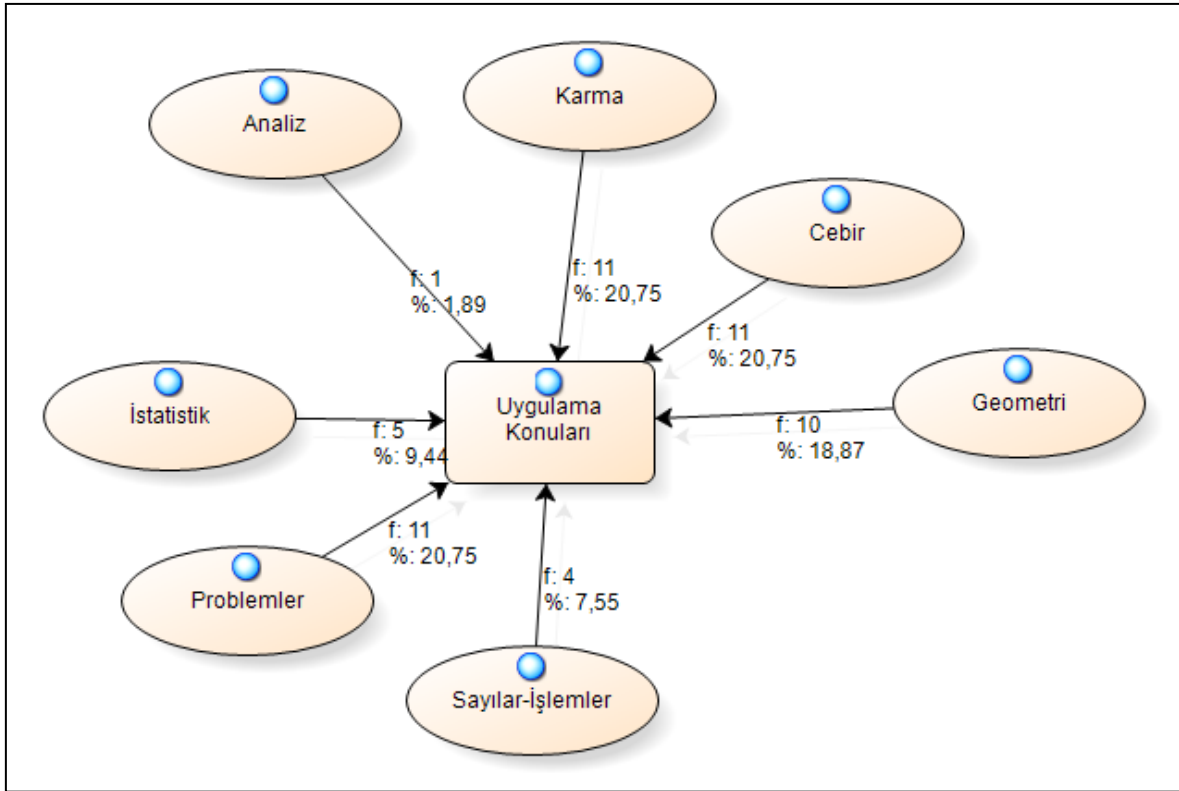 Karma
Analiz
Cebir
f: 11
%: 20,75
f: 1
%: 1,89
f: 11
%: 20,75
Uygulama
Konuları
Geometri
İstatistik
f: 10
%: 18,87
f: 5
%: 9,44
f: 11
%: 20,75
Problemler
f: 4
%: 7,55
Sayılar-İşlemler